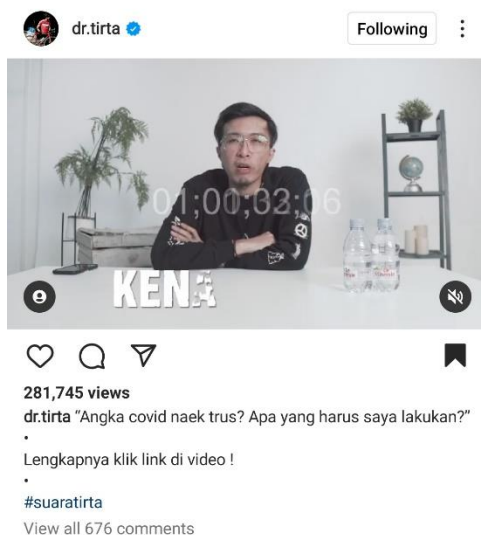 dr.tirta
Following
01;00;03;06
KENA
281,745 views
dr.tirta “Angka covid naek trus? Apa yang harus saya lakukan?”
•
Lengkapnya klik link di video !
•
#suaratirta
View all 676 comments